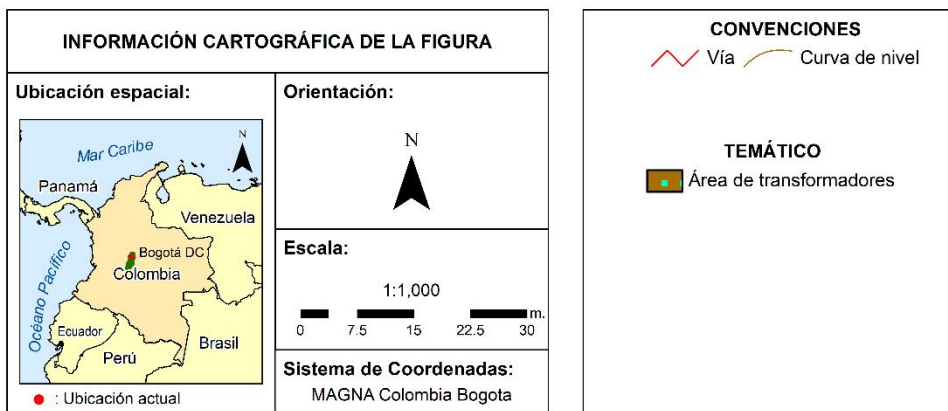 INFORMACIÓN CARTOGRÁFICA DE LA FIGURA
Ubicación espacial:
N
Mar Caribe
Panamá
Venezuela
Bogotá DC
Colombia
Océano Pacífico
Ecuador
Perú
Brasil
: Ubicación actual
Orientación:
N
Escala:
1:1,000
m.
0 7.5 15 22.5 30
Sistema de Coordenadas:
MAGNA Colombia Bogota
CONVENCIONES
Vía Curva de nivel
TEMÁTICO
Área de transformadores